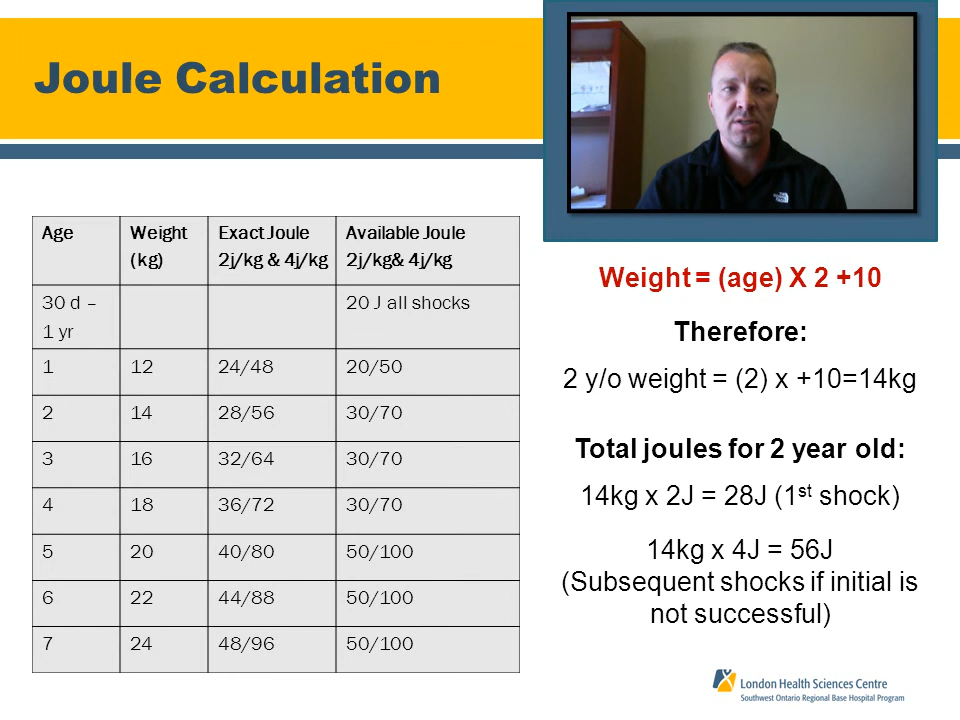 Joule Calculation
THE NORTH FACE
Age Weight (kg) Exact Joule 2j/kg & 4j/kg Available Joule 2j/kg& 4j/kg
30 d – 1 yr 20 J all shocks
1 12 24/48 20/50
2 14 28/56 30/70
3 16 32/64 30/70
4 18 36/72 30/70
5 20 40/80 50/100
6 22 44/88 50/100
7 24 48/96 50/100
Weight = (age) X 2 +10
Therefore:
2 y/o weight = (2) x +10=14kg
Total joules for 2 year old:
14kg x 2J = 28J (1st shock)
14kg x 4J = 56J
(Subsequent shocks if initial is
not successful)
London Health Sciences Centre
Southwest Ontario Regional Base Hospital Program